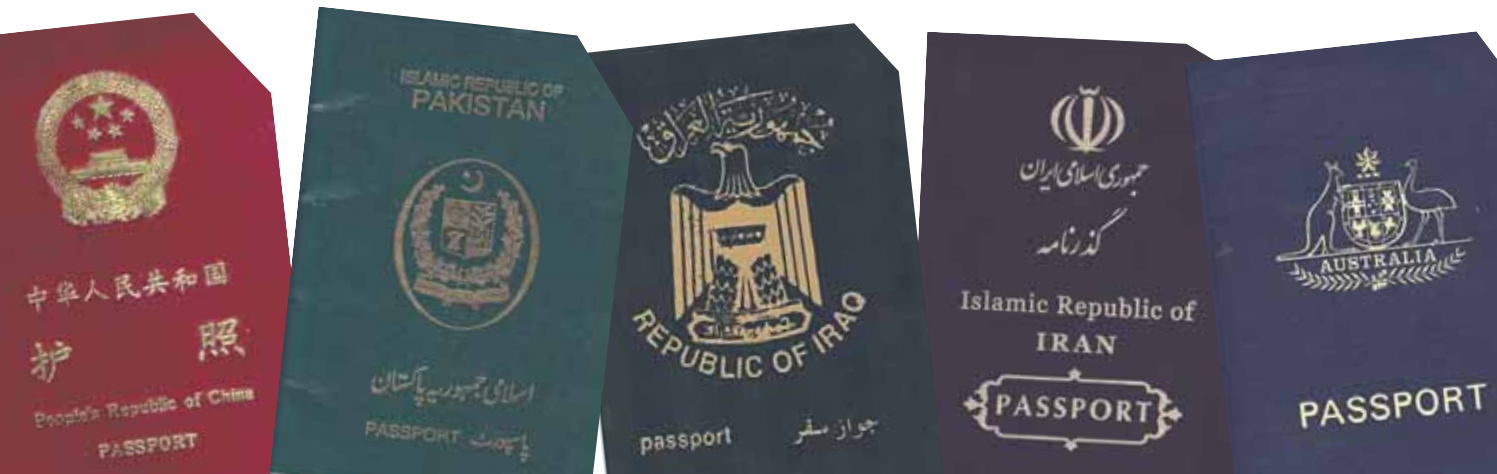 中华人民共和国
护 照
People's Republic of China
PASSPORT
ISLAMIC REPUBLIC OF
PAKISTAN
اسلامی جمہوریہ پاکستان
PASSPORT پاسپورٹ
جمهورية العراق
REPUBLIC OF IRAQ
passport جواز سفر
جمهوری اسلامی ایران
گذرنامه
Islamic Republic of
IRAN
PASSPORT
AUSTRALIA
PASSPORT